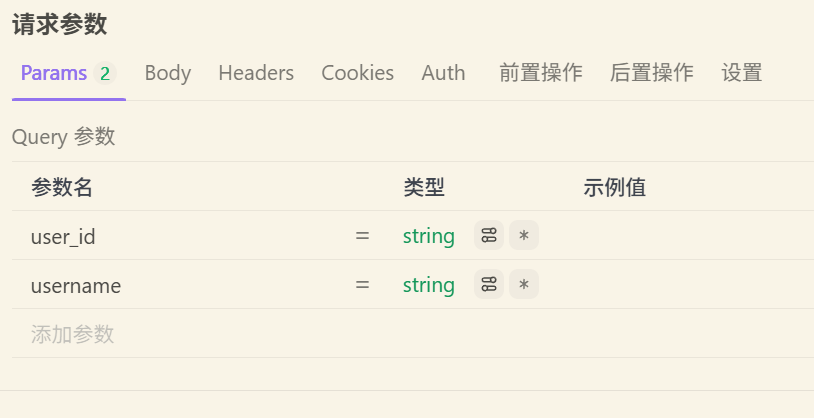 请求参数
Params 2 Body Headers Cookies Auth 前置操作 后置操作 设置
Query 参数
参数名 类型 示例值
user_id = string *
username = string *
添加参数